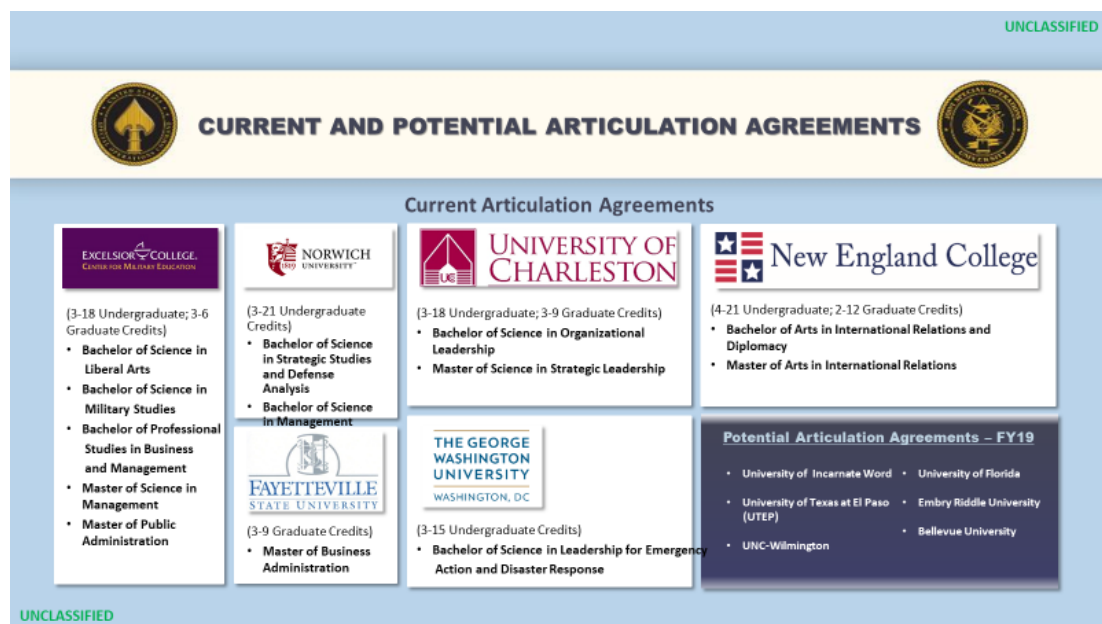 UNCLASSIFIED
CURRENT AND POTENTIAL ARTICULATION AGREEMENTS
Current Articulation Agreements
EXCELSIOR COLLEGE.
CENTER FOR MILITARY EDUCATION
(3-18 Undergraduate; 3-6
Graduate Credits)
• Bachelor of Science in
Liberal Arts
• Bachelor of Science in
Military Studies
• Bachelor of Professional
Studies in Business
and Management
• Master of Science in
Management
• Master of Public
Administration
1819
NORWICH
UNIVERSITY™
(3-21 Undergraduate
Credits)
• Bachelor of Science
in Strategic Studies
and Defense
Analysis
• Bachelor of Science
in Management
FAYETTEVILLE
STATE UNIVERSITY
(3-9 Graduate Credits)
• Master of Business
Administration
UC
UNIVERSITY OF
CHARLESTON
(3-18 Undergraduate; 3-9 Graduate Credits)
• Bachelor of Science in Organizational
Leadership
• Master of Science in Strategic Leadership
THE GEORGE
WASHINGTON
UNIVERSITY
WASHINGTON, DC
(3-15 Undergraduate Credits)
• Bachelor of Science in Leadership for Emergency
Action and Disaster Response
New England College
(4-21 Undergraduate; 2-12 Graduate Credits)
• Bachelor of Arts in International Relations and
Diplomacy
• Master of Arts in International Relations
Potential Articulation Agreements – FY19
• University of Incarnate Word
• University of Texas at El Paso
(UTEP)
• UNC-Wilmington
• University of Florida
• Embry Riddle University
• Bellevue University
UNCLASSIFIED